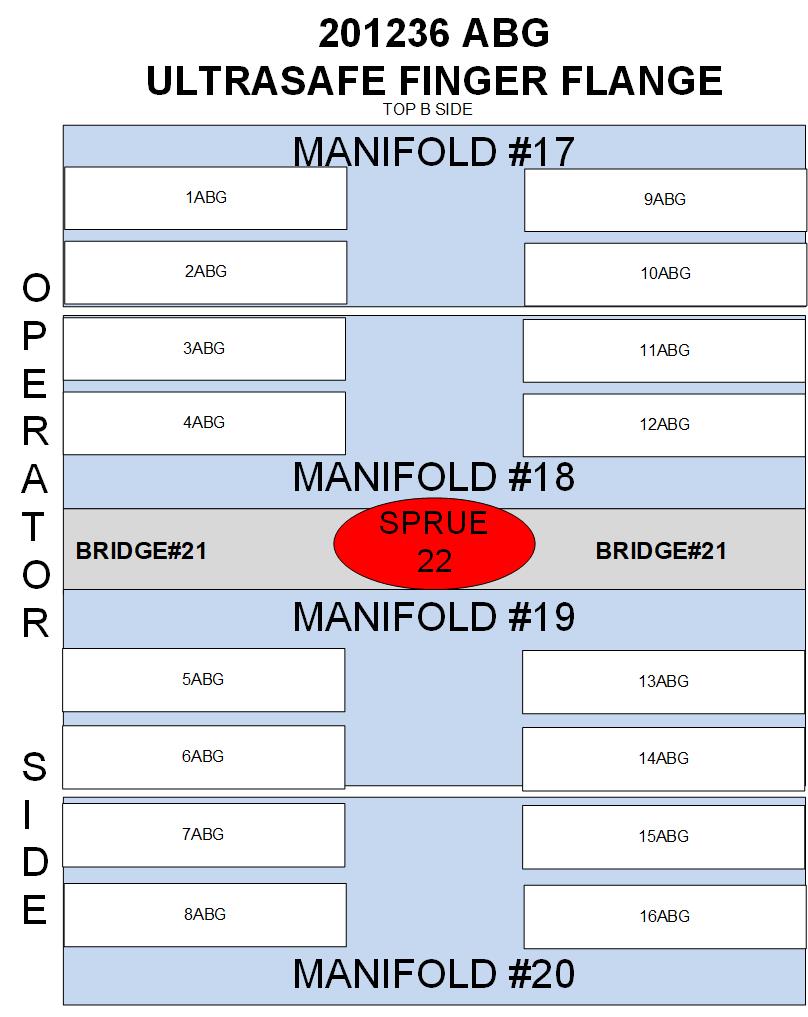 201236 ABG
ULTRASAFE FINGER FLANGE
TOP B SIDE
MANIFOLD #17
1ABG
9ABG
2ABG
10ABG
3ABG
11ABG
4ABG
12ABG
MANIFOLD #18
SPRUE
22
BRIDGE#21
BRIDGE#21
MANIFOLD #19
5ABG
13ABG
6ABG
14ABG
7ABG
15ABG
8ABG
16ABG
MANIFOLD #20
OPERATOR SIDE